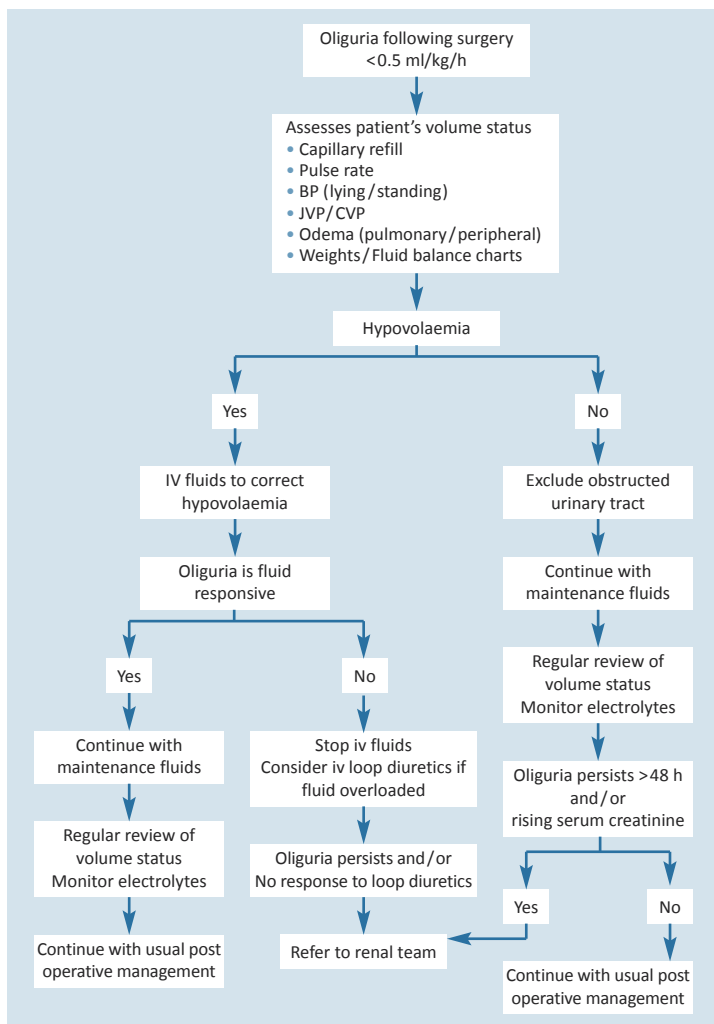 Oliguria following surgery
<0.5 ml/kg/h
Assesses patient's volume status
• Capillary refill
• Pulse rate
• BP (lying/standing)
• JVP/CVP
• Odema (pulmonary/peripheral)
• Weights/Fluid balance charts
Hypovolaemia
Yes
No
IV fluids to correct
hypovolaemia
Exclude obstructed
urinary tract
Oliguria is fluid
responsive
Continue with
maintenance fluids
Yes
No
Regular review of
volume status
Monitor electrolytes
Continue with
maintenance fluids
Stop iv fluids
Consider iv loop diuretics if
fluid overloaded
Oliguria persists >48 h
and/or
rising serum creatinine
Regular review of
volume status
Monitor electrolytes
Oliguria persists and/or
No response to loop diuretics
Yes
No
Continue with usual post
operative management
Refer to renal team
Continue with usual post
operative management